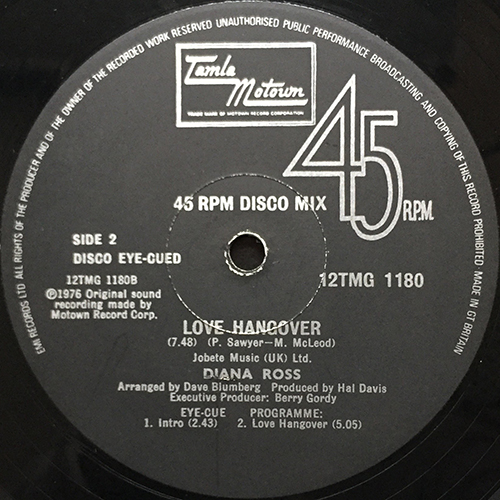 EMI RECORDS LTD ALL RIGHTS OF THE PRODUCER AND OF THE OWNER OF THE RECORDED WORK RESERVED UNAUTHORISED PUBLIC PERFORMANCE BROADCASTING AND COPYING OF THIS RECORD PROHIBITED MADE IN GT BRITAIN
Tamla
Motown
TRADE MARK OF MOTOWN RECORD CORPORATION
45 R.P.M.
45 RPM DISCO MIX
SIDE 2
DISCO EYE-CUED
12TMG 1180B
℗1976 Original sound
recording made by
Motown Record Corp.
12TMG 1180
LOVE HANGOVER
(7.48) (P. Sawyer—M. McLeod)
Jobete Music (UK) Ltd.
DIANA ROSS
Arranged by Dave Blumberg Produced by Hal Davis
Executive Producer: Berry Gordy
EYE-CUE PROGRAMME:
1. Intro (2.43) 2. Love Hangover (5.05)